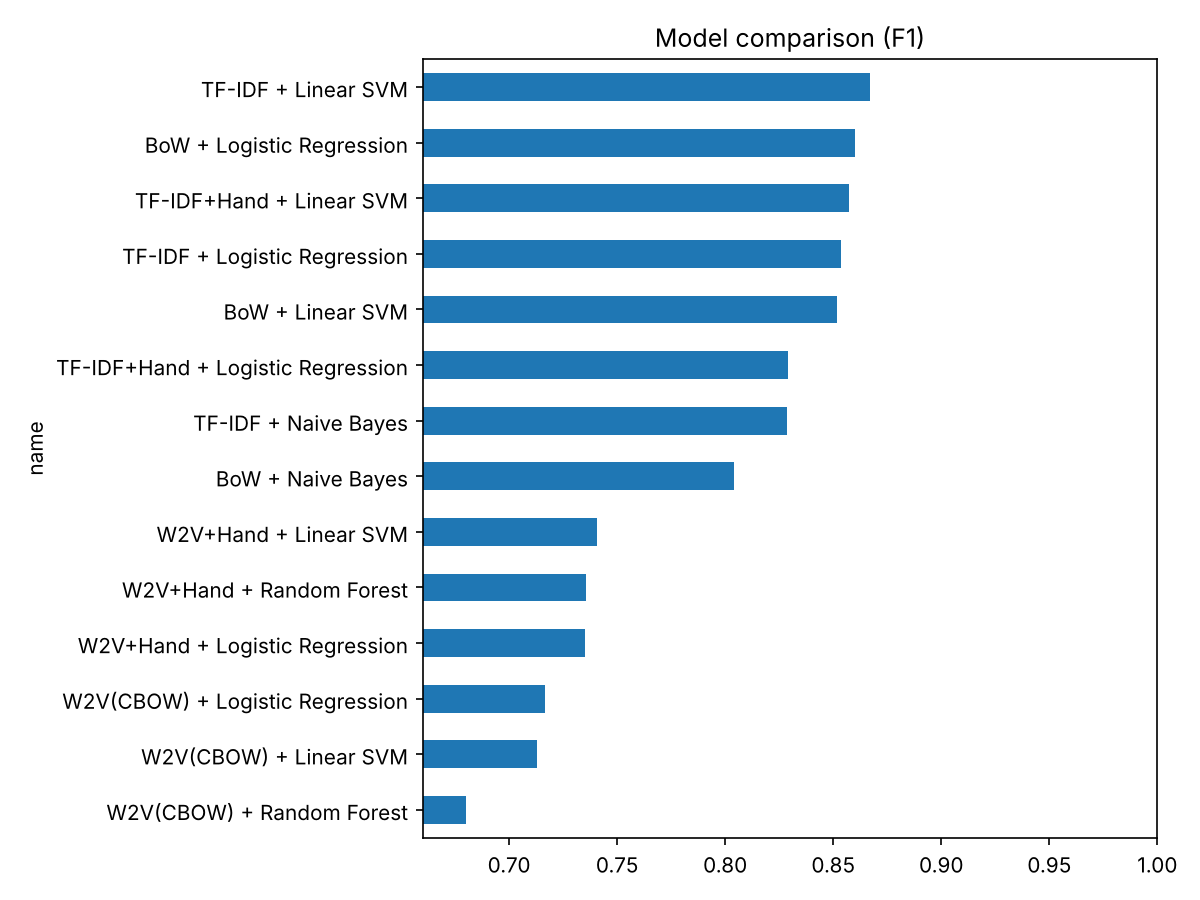 Model comparison (F1)
TF-IDF + Linear SVM
BoW + Logistic Regression
TF-IDF+Hand + Linear SVM
TF-IDF + Logistic Regression
BoW + Linear SVM
TF-IDF+Hand + Logistic Regression
TF-IDF + Naive Bayes
BoW + Naive Bayes
W2V+Hand + Linear SVM
W2V+Hand + Random Forest
W2V+Hand + Logistic Regression
W2V(CBOW) + Logistic Regression
W2V(CBOW) + Linear SVM
W2V(CBOW) + Random Forest
name
0.70 0.75 0.80 0.85 0.90 0.95 1.00